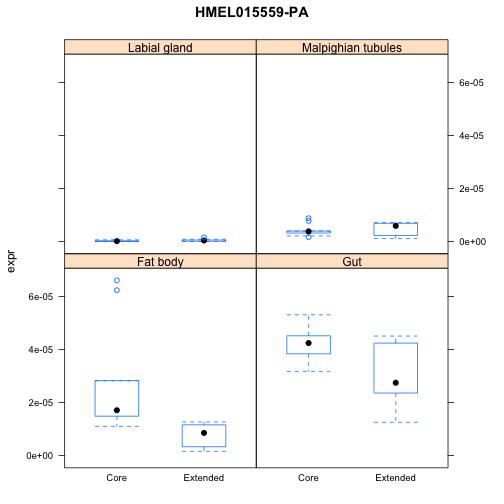 HMEL015559-PA
Labial gland Malpighian tubules
6e-05
4e-05
2e-05
0e+00
expr
Fat body Gut
6e-05
4e-05
2e-05
0e+00
Core Extended Core Extended